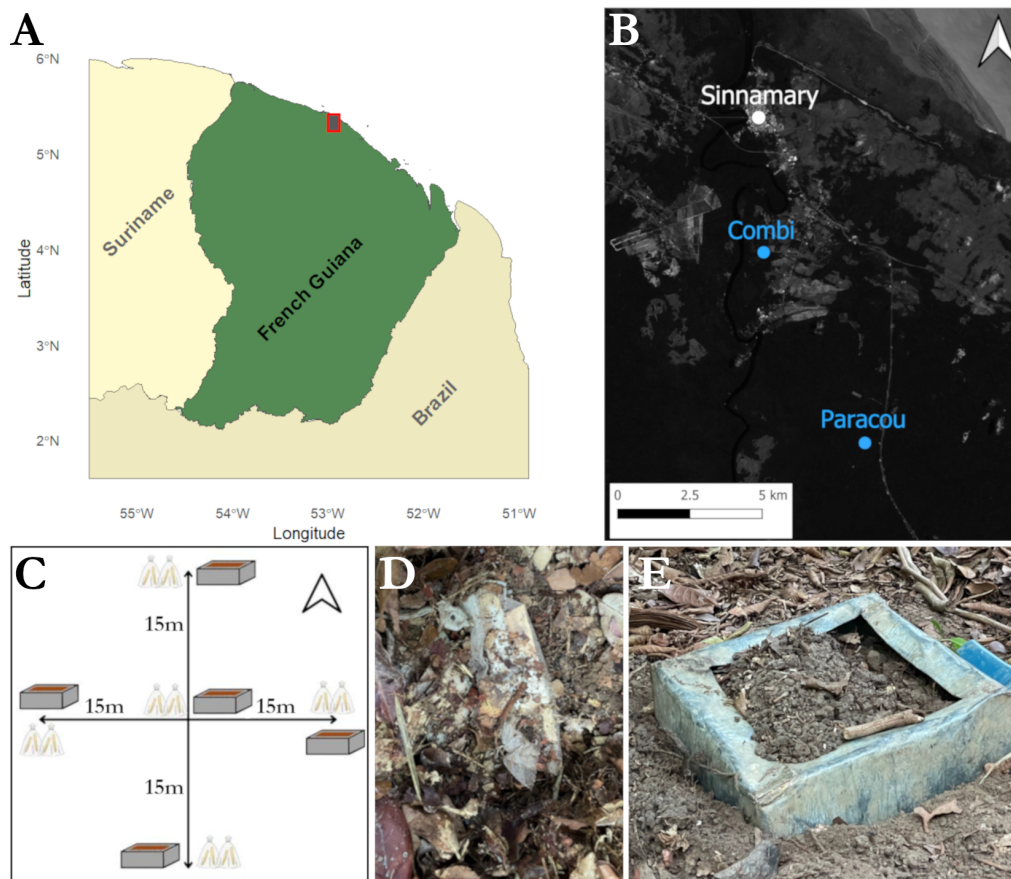 A
6°N
5°N
4°N
3°N
2°N
Latitude
Suriname
French Guiana
Brazil
55°W
54°W
53°W
52°W
51°W
Longitude
B
Sinnamary
Combi
Paracou
0
2.5
5 km
C
15m
15m
15m
15m
D
E